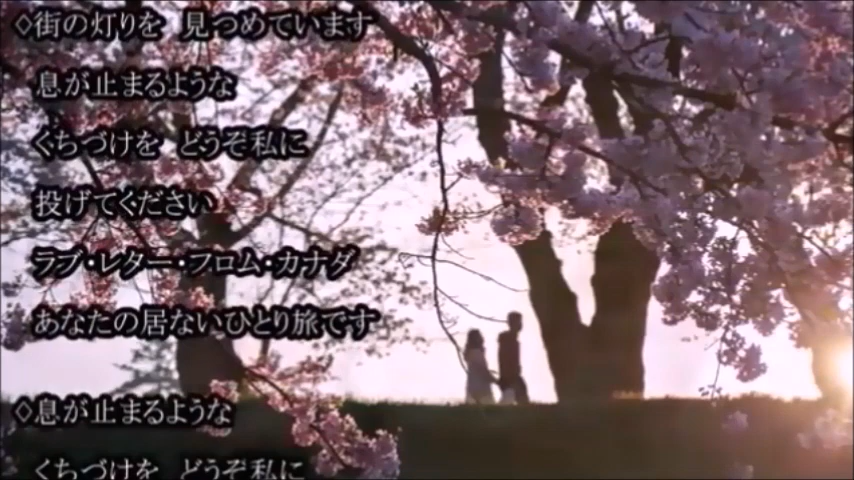 ◇街の灯りを　見つめています
息が止まるような
くちづけを　どうぞ私に
投げてください
ラブ・レター・フロム・カナダ
あなたの居ないひとり旅です
◇息が止まるような
くちづけを　どうぞ私に